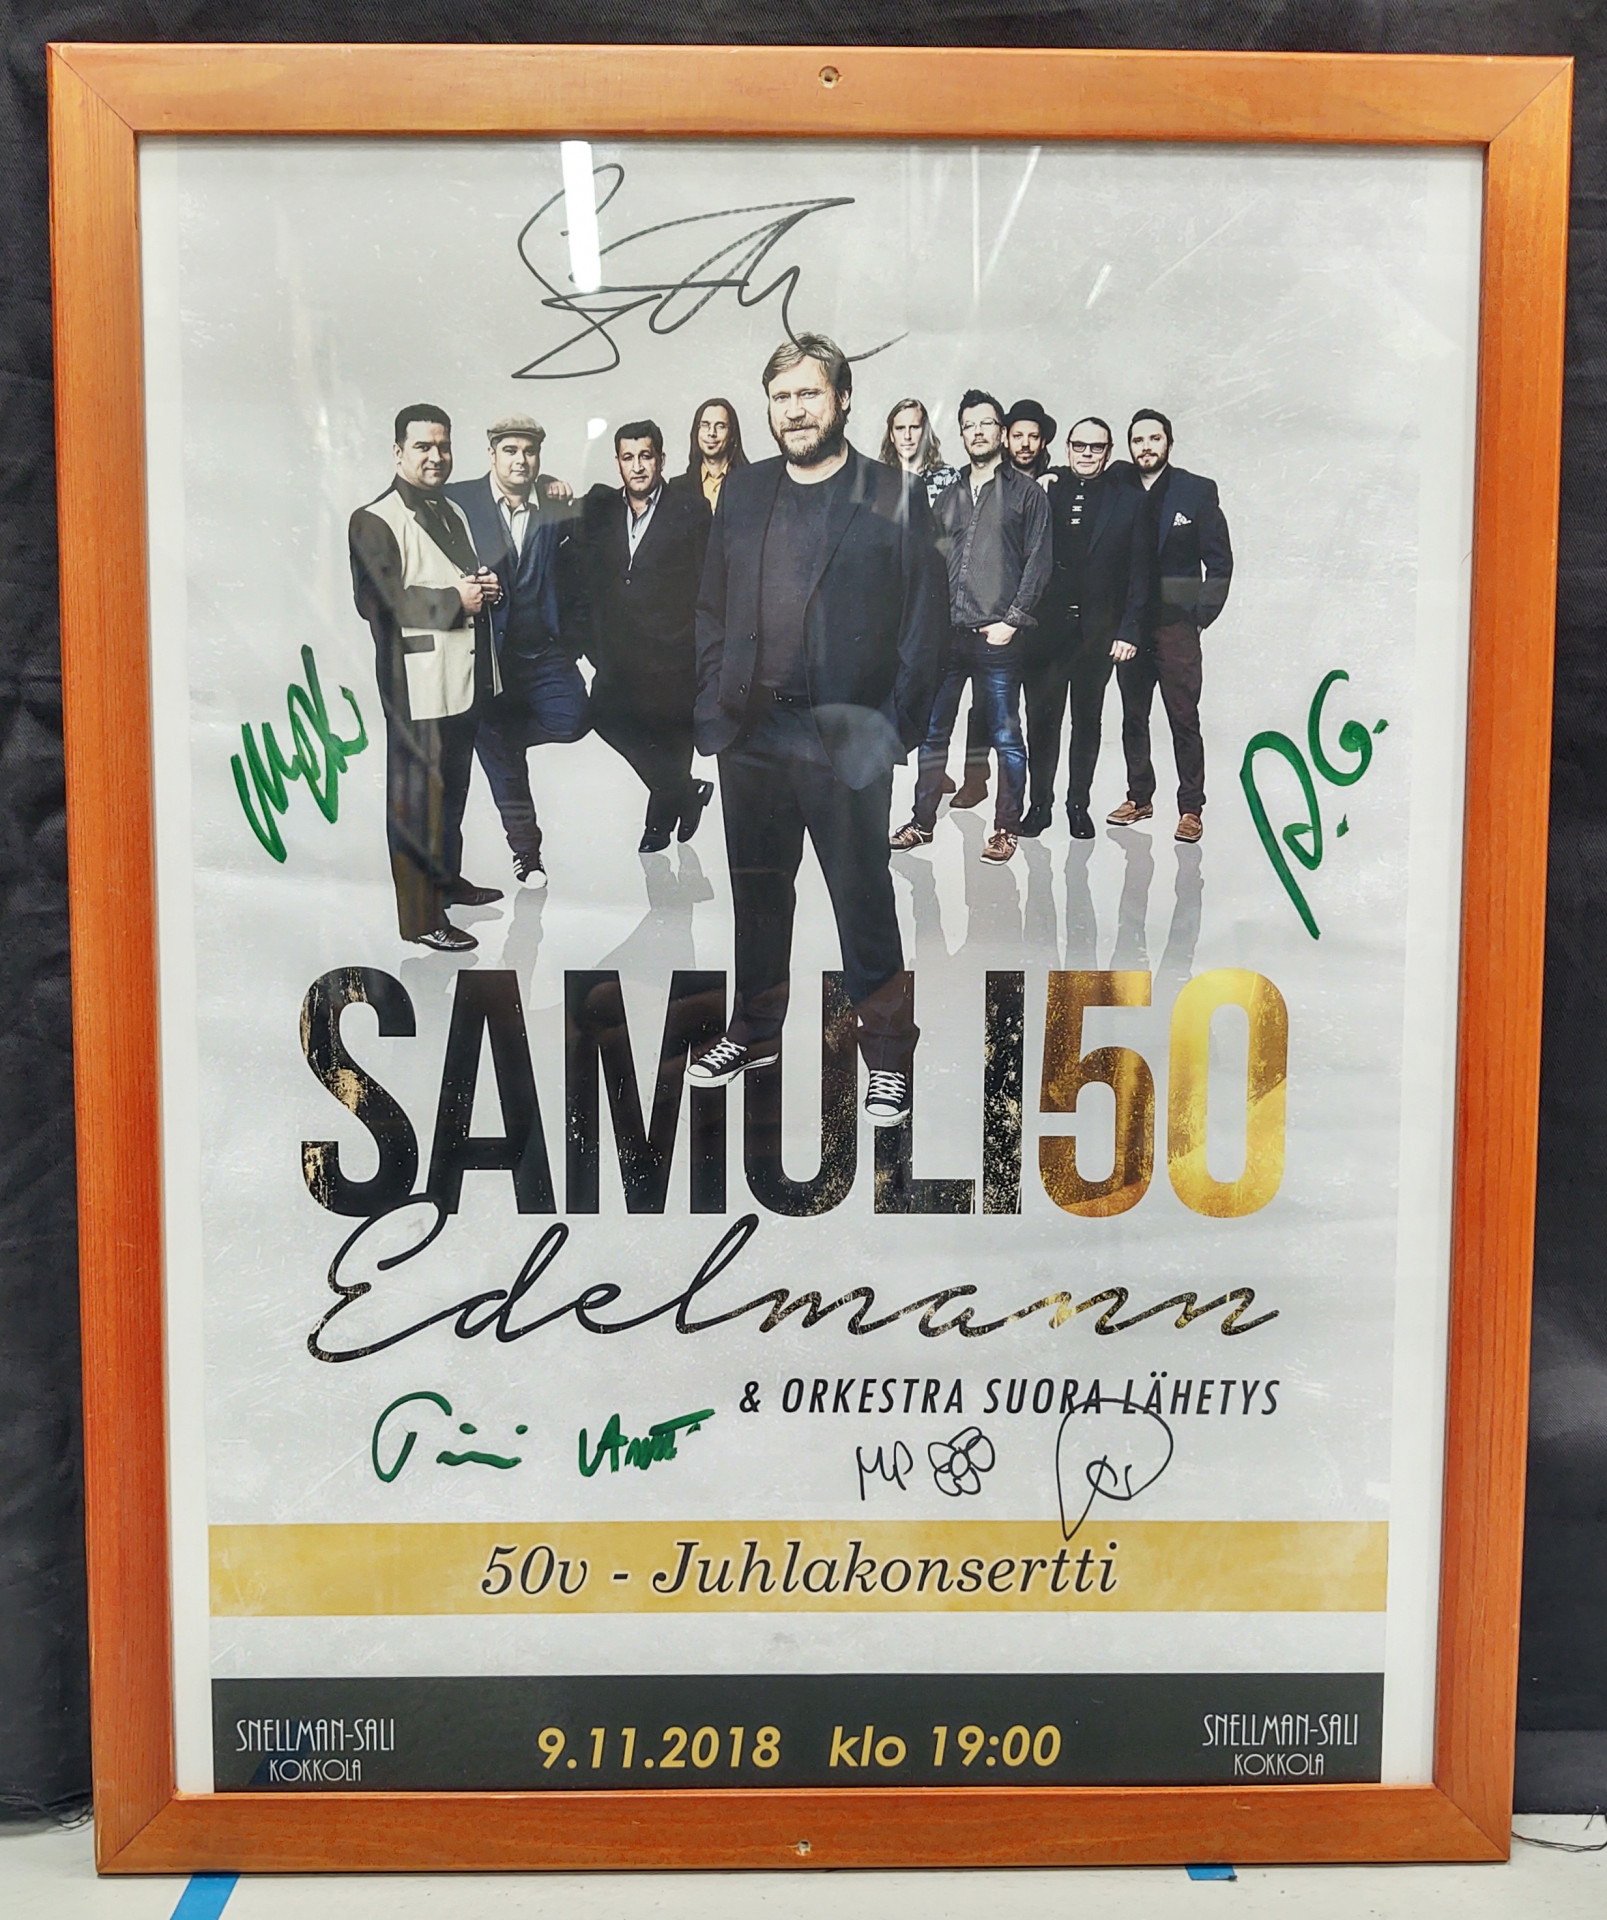 SAMULI50
Edelmann
& ORKESTRA SUORA LÄHETYS
MP
50v - Juhlakonsertti
SNELLMAN-SALI
KOKKOLA
9.11.2018 klo 19:00
SNELLMAN-SALI
KOKKOLA